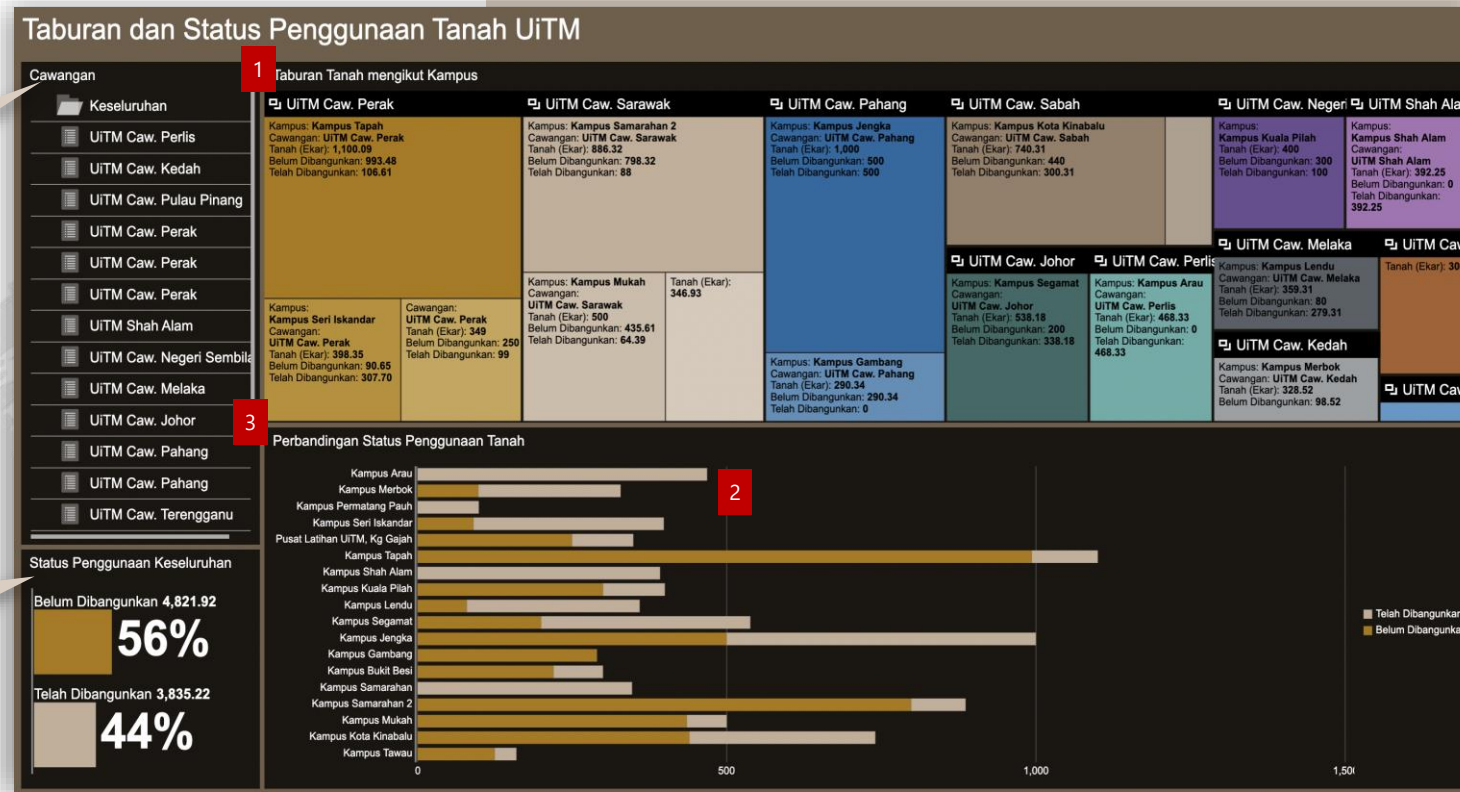 Taburan dan Status Penggunaan Tanah UiTM
Cawangan
Keseluruhan
UiTM Caw. Perlis
UiTM Caw. Kedah
UiTM Caw. Pulau Pinang
UiTM Caw. Perak
UiTM Caw. Perak
UiTM Caw. Perak
UiTM Shah Alam
UiTM Caw. Negeri Sembila
UiTM Caw. Melaka
UiTM Caw. Johor
UiTM Caw. Pahang
UiTM Caw. Pahang
UiTM Caw. Terengganu
1
Taburan Tanah mengikut Kampus
UiTM Caw. Perak
Kampus: Kampus Tapah
Cawangan: UiTM Caw. Perak
Tanah (Ekar): 1,100.09
Belum Dibangunkan: 993.48
Telah Dibangunkan: 106.61
Kampus:
Kampus Seri Iskandar
Cawangan:
UiTM Caw. Perak
Tanah (Ekar): 398.35
Belum Dibangunkan: 90.65
Telah Dibangunkan: 307.70
Cawangan:
UiTM Caw. Perak
Tanah (Ekar): 349
Belum Dibangunkan: 250
Telah Dibangunkan: 99
UiTM Caw. Sarawak
Kampus: Kampus Samarahan 2
Cawangan: UiTM Caw. Sarawak
Tanah (Ekar): 886.32
Belum Dibangunkan: 798.32
Telah Dibangunkan: 88
Kampus: Kampus Mukah
Cawangan:
UiTM Caw. Sarawak
Tanah (Ekar): 500
Belum Dibangunkan: 435.61
Telah Dibangunkan: 64.39
Tanah (Ekar):
346.93
UiTM Caw. Pahang
Kampus: Kampus Jengka
Cawangan: UiTM Caw. Pahang
Tanah (Ekar): 1,000
Belum Dibangunkan: 500
Telah Dibangunkan: 500
Kampus: Kampus Gambang
Cawangan: UiTM Caw. Pahang
Tanah (Ekar): 290.34
Belum Dibangunkan: 290.34
Telah Dibangunkan: 0
UiTM Caw. Sabah
Kampus: Kampus Kota Kinabalu
Cawangan: UiTM Caw. Sabah
Tanah (Ekar): 740.31
Belum Dibangunkan: 440
Telah Dibangunkan: 300.31
UiTM Caw. Johor
Kampus: Kampus Segamat
Cawangan:
UiTM Caw. Johor
Tanah (Ekar): 538.18
Belum Dibangunkan: 200
Telah Dibangunkan: 338.18
UiTM Caw. Perlis
Kampus: Kampus Arau
Cawangan:
UiTM Caw. Perlis
Tanah (Ekar): 468.33
Belum Dibangunkan: 0
Telah Dibangunkan:
468.33
UiTM Caw. Negeri
Kampus:
Kampus Kuala Pilah
Tanah (Ekar): 400
Belum Dibangunkan: 300
Telah Dibangunkan: 100
UiTM Shah Ala
Kampus:
Kampus Shah Alam
Cawangan:
UiTM Shah Alam
Tanah (Ekar): 392.25
Belum Dibangunkan: 0
Telah Dibangunkan:
392.25
UiTM Caw. Melaka
Kampus: Kampus Lendu
Cawangan: UiTM Caw. Melaka
Tanah (Ekar): 359.31
Belum Dibangunkan: 80
Telah Dibangunkan: 279.31
UiTM Caw
Tanah (Ekar): 30
UiTM Caw. Kedah
Kampus: Kampus Merbok
Cawangan: UiTM Caw. Kedah
Tanah (Ekar): 328.52
Belum Dibangunkan: 98.52
UiTM Caw
3
Perbandingan Status Penggunaan Tanah
2
Kampus Arau
Kampus Merbok
Kampus Permatang Pauh
Kampus Seri Iskandar
Pusat Latihan UiTM, Kg Gajah
Kampus Tapah
Kampus Shah Alam
Kampus Kuala Pilah
Kampus Lendu
Kampus Segamat
Kampus Jengka
Kampus Gambang
Kampus Bukit Besi
Kampus Samarahan
Kampus Samarahan 2
Kampus Mukah
Kampus Kota Kinabalu
Kampus Tawau
0 500 1,000 1,50
Telah Dibangunkan
Belum Dibangunka
Status Penggunaan Keseluruhan
Belum Dibangunkan 4,821.92
56%
Telah Dibangunkan 3,835.22
44%